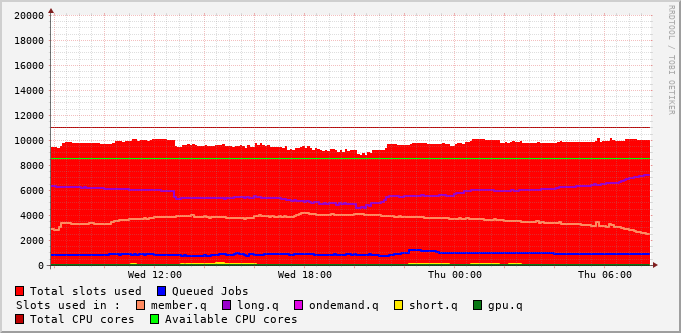 RRDTOOL / TOBI OETIKER
20000
18000
16000
14000
12000
10000
8000
6000
4000
2000
0
Wed 12:00 Wed 18:00 Thu 00:00 Thu 06:00
Total slots used Queued Jobs
Slots used in : member.q long.q ondemand.q short.q gpu.q
Total CPU cores Available CPU cores